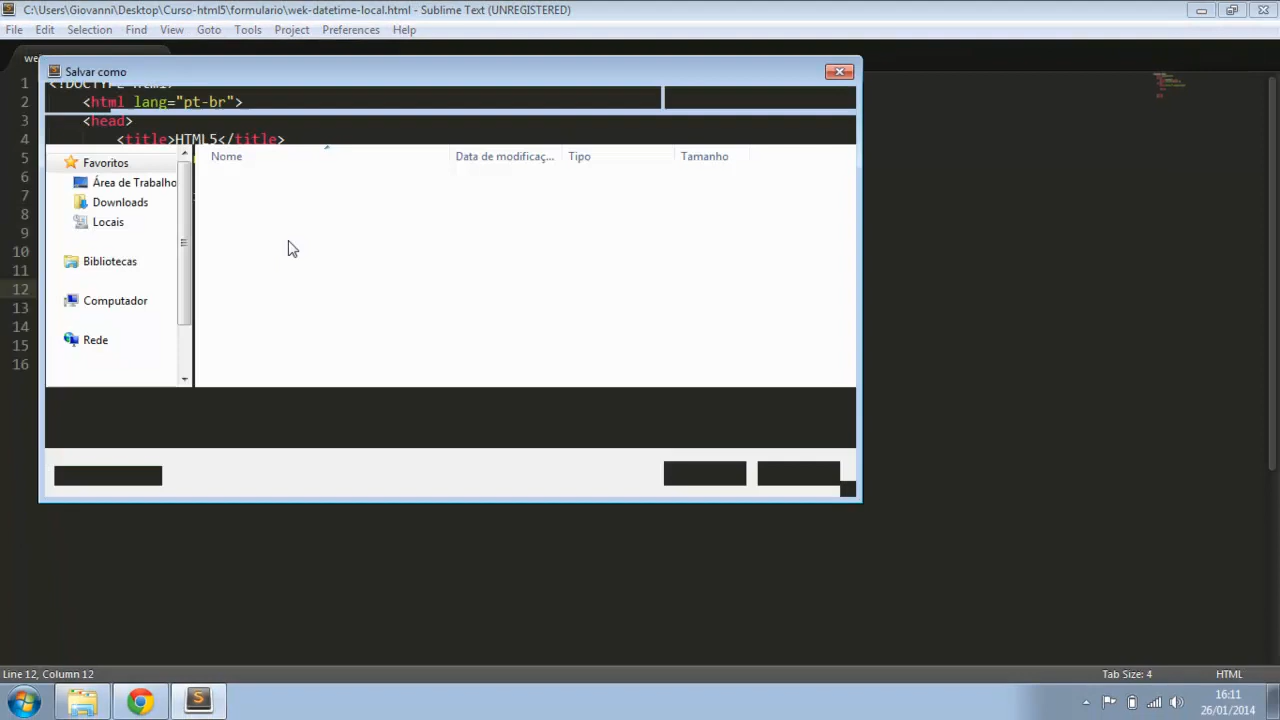 C:\Users\Giovanni\Desktop\Curso-html5\formulario\wek-datetime-local.html - Sublime Text (UNREGISTERED)
File Edit Selection Find View Goto Tools Project Preferences Help
we
Salvar como
1 <!DOCTYPE html>
2 <html lang="pt-br">
3 <head>
4 <title>HTML5</title>
5
6
7
8
9
10
11
12
13
14
15
16
Nome Data de modificaç... Tipo Tamanho
Favoritos
Área de Trabalho
Downloads
Locais
Bibliotecas
Computador
Rede
Line 12, Column 12 Tab Size: 4 HTML
16:11
26/01/2014